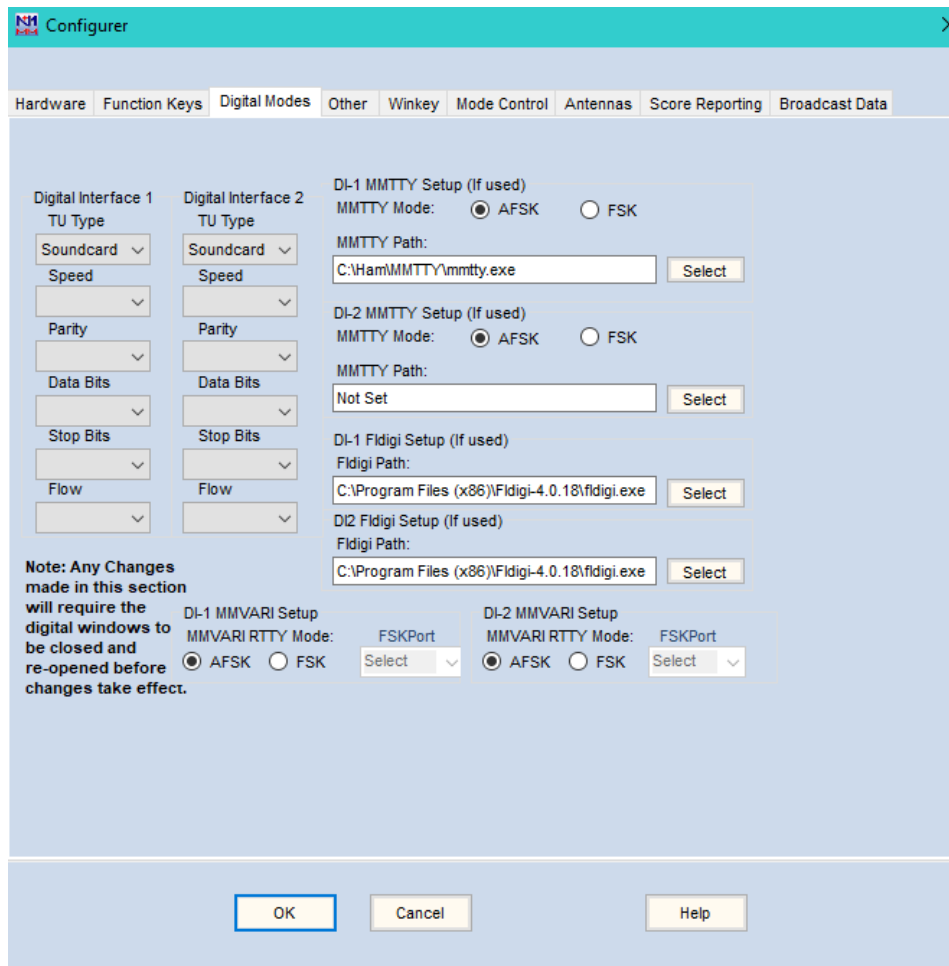 N1
MM
Configurer
Hardware Function Keys Digital Modes Other Winkey Mode Control Antennas Score Reporting Broadcast Data
Digital Interface 1
TU Type
Soundcard
Speed
Parity
Data Bits
Stop Bits
Flow
Digital Interface 2
TU Type
Soundcard
Speed
Parity
Data Bits
Stop Bits
Flow
DI-1 MMTTY Setup (If used)
MMTTY Mode: AFSK FSK
MMTTY Path:
C:\Ham\MMTTY\mmtty.exe Select
DI-2 MMTTY Setup (If used)
MMTTY Mode: AFSK FSK
MMTTY Path:
Not Set Select
DI-1 Fldigi Setup (If used)
Fldigi Path:
C:\Program Files (x86)\Fldigi-4.0.18\fldigi.exe Select
DI2 Fldigi Setup (If used)
Fldigi Path:
C:\Program Files (x86)\Fldigi-4.0.18\fldigi.exe Select
Note: Any Changes
made in this section
will require the
digital windows to
be closed and
re-opened before
changes take effect.
DI-1 MMVARI Setup
MMVARI RTTY Mode: FSKPort
AFSK FSK Select
DI-2 MMVARI Setup
MMVARI RTTY Mode: FSKPort
AFSK FSK Select
OK Cancel Help